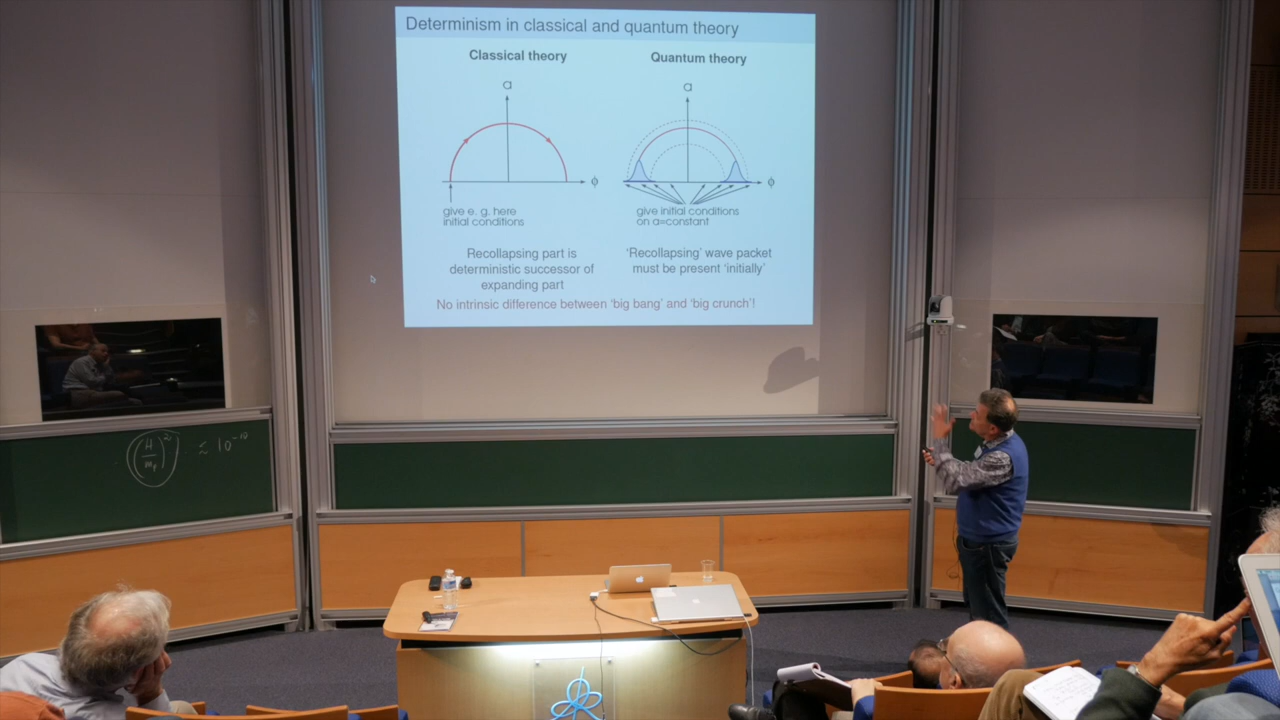 Determinism in classical and quantum theory
Classical theory
Quantum theory
a
a
ϕ
ϕ
give e. g. here
initial conditions
give initial conditions
on a=constant
Recollapsing part is
deterministic successor of
expanding part
'Recollapsing' wave packet
must be present 'initially'
No intrinsic difference between 'big bang' and 'big crunch'!
(H/mₚ)² ≲ 10⁻¹⁰